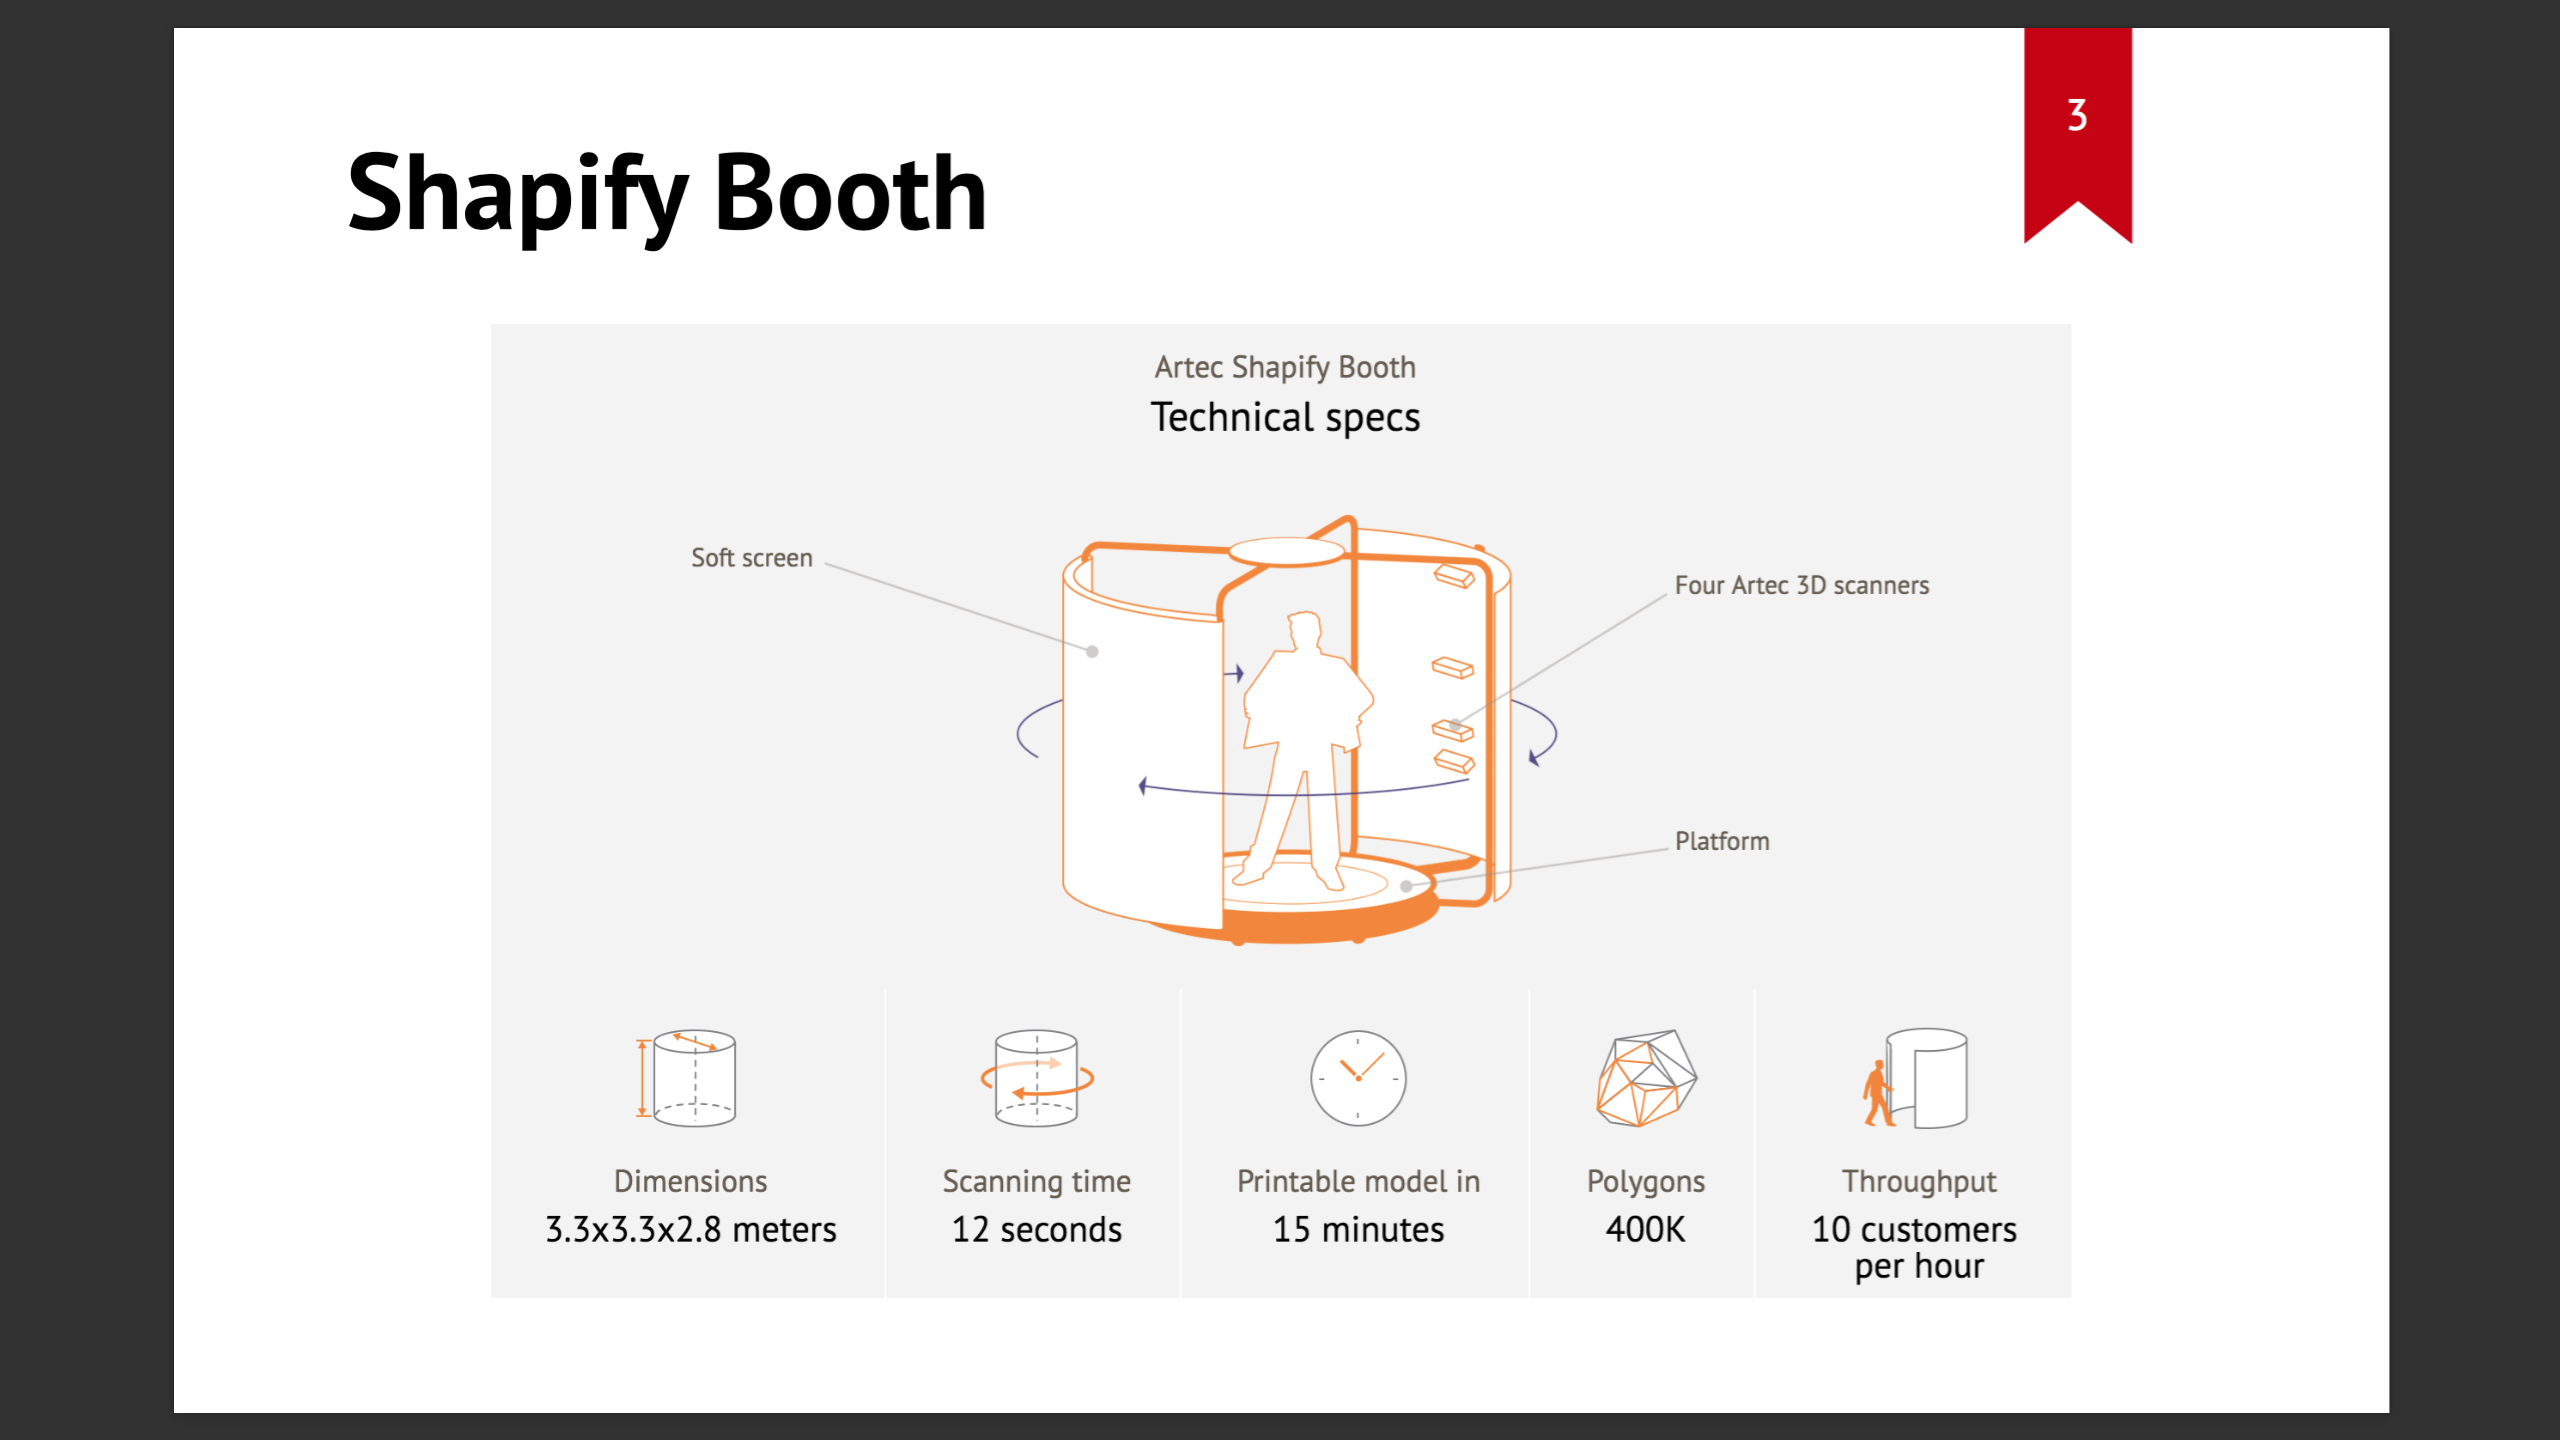 3
Shapify Booth
Artec Shapify Booth
Technical specs
Soft screen
Four Artec 3D scanners
Platform
Dimensions
3.3x3.3x2.8 meters
Scanning time
12 seconds
Printable model in
15 minutes
Polygons
400K
Throughput
10 customers
per hour